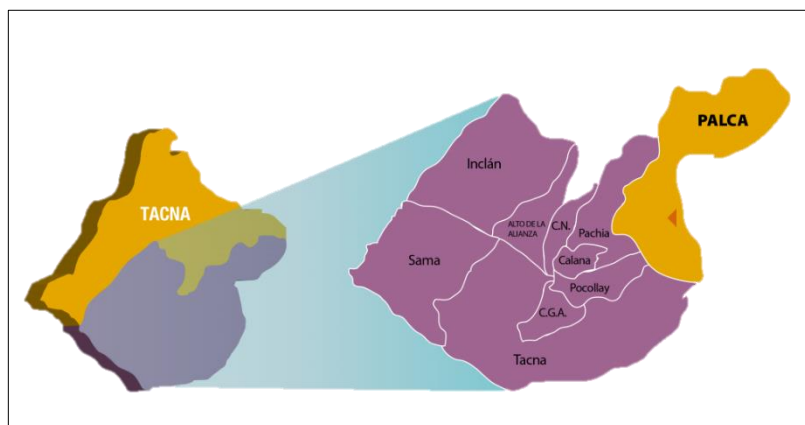 PALCA
Inclán
TACNA
ALTO DE LA
ALIANZA
C.N.
Pachia
Sama
Calana
Pocollay
C.G.A.
Tacna